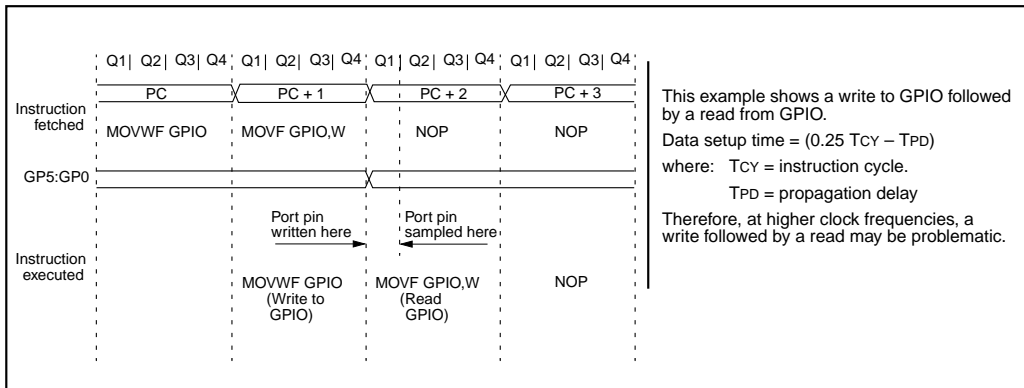 Q1| Q2| Q3| Q4 Q1| Q2| Q3| Q4 Q1| Q2| Q3| Q4 Q1| Q2| Q3| Q4
PC PC + 1 PC + 2 PC + 3
Instruction
fetched
MOVWF GPIO MOVF GPIO,W NOP NOP
GP5:GP0
Port pin
written here
Port pin
sampled here
Instruction
executed
MOVWF GPIO
(Write to
GPIO)
MOVF GPIO,W
(Read
GPIO)
NOP
This example shows a write to GPIO followed
by a read from GPIO.
Data setup time = (0.25 TCY – TPD)
where: TCY = instruction cycle.
TPD = propagation delay
Therefore, at higher clock frequencies, a
write followed by a read may be problematic.